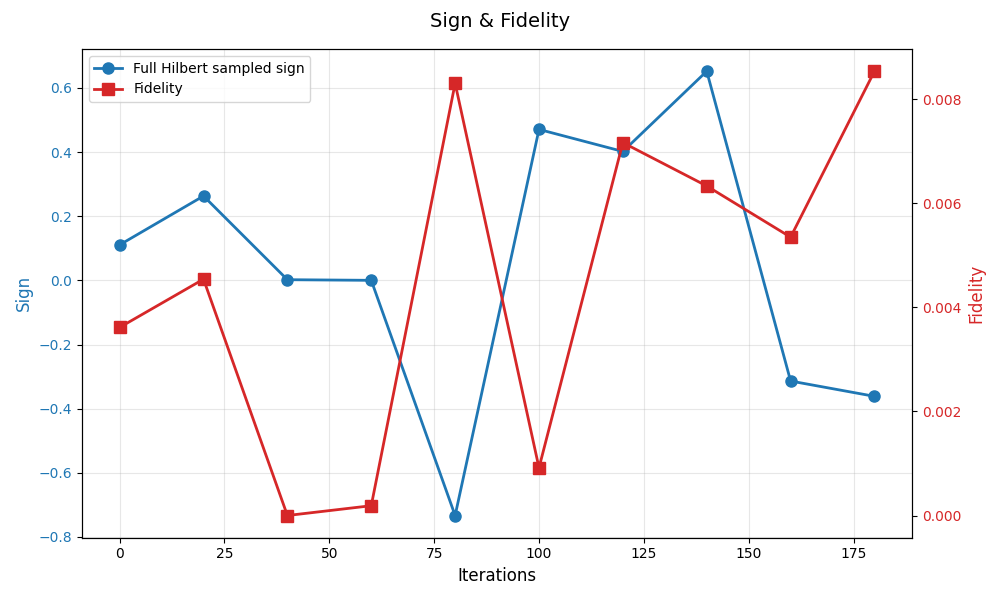 Sign & Fidelity
Full Hilbert sampled sign
Fidelity
0.6
0.4
0.2
0.0
−0.2
−0.4
−0.6
−0.8
Sign
0.008
0.006
0.004
0.002
0.000
Fidelity
0 25 50 75 100 125 150 175
Iterations